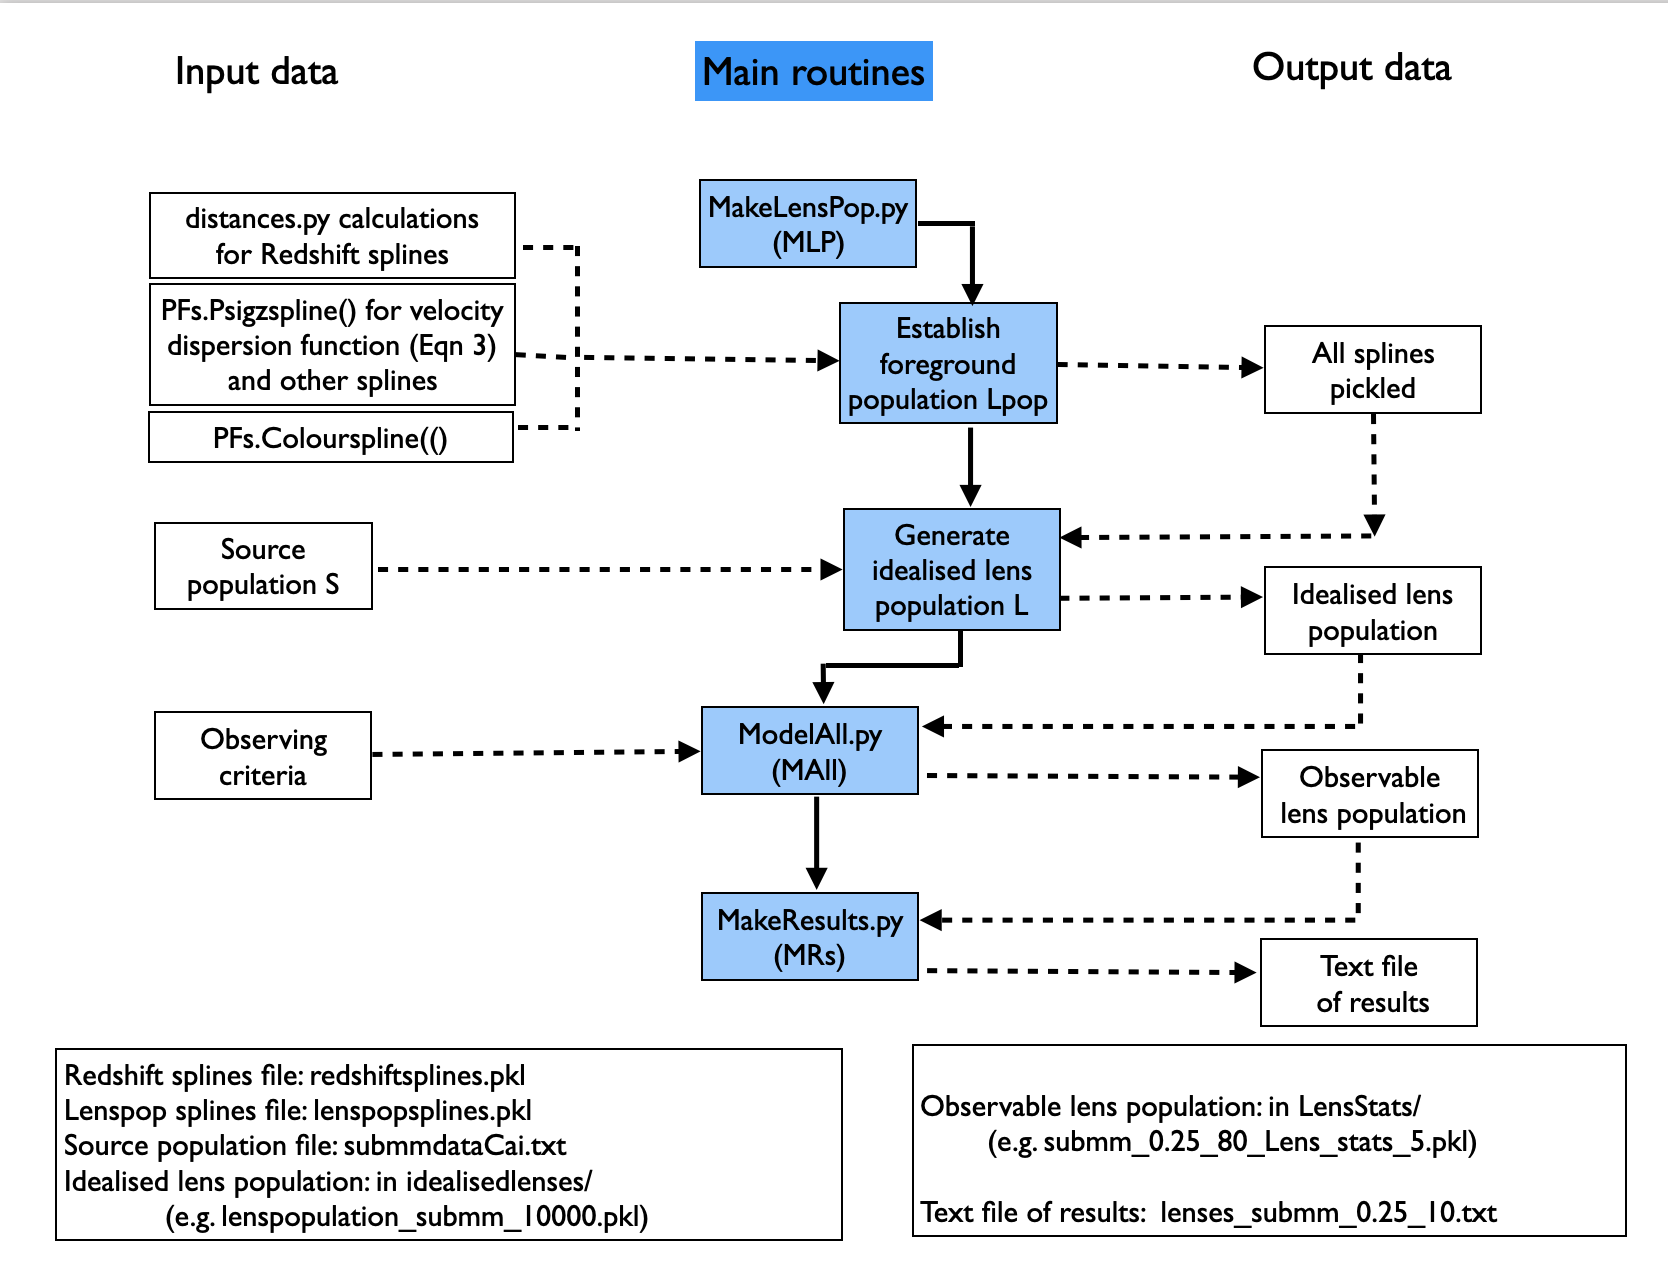 Input data
Main routines
Output data
distances.py calculations
for Redshift splines
PFs.Psigzspline() for velocity
dispersion function (Eqn 3)
and other splines
PFs.Colourspline(()
MakeLensPop.py
(MLP)
Establish
foreground
population Lpop
All splines
pickled
Source
population S
Generate
idealised lens
population L
Idealised lens
population
Observing
criteria
ModelAll.py
(MAll)
Observable
lens population
MakeResults.py
(MRs)
Text file
of results
Redshift splines file: redshiftsplines.pkl
Lenspop splines file: lenspopsplines.pkl
Source population file: submmdataCai.txt
Idealised lens population: in idealisedlenses/
(e.g. lenspopulation_submm_10000.pkl)
Observable lens population: in LensStats/
(e.g. submm_0.25_80_Lens_stats_5.pkl)
Text file of results: lenses_submm_0.25_10.txt